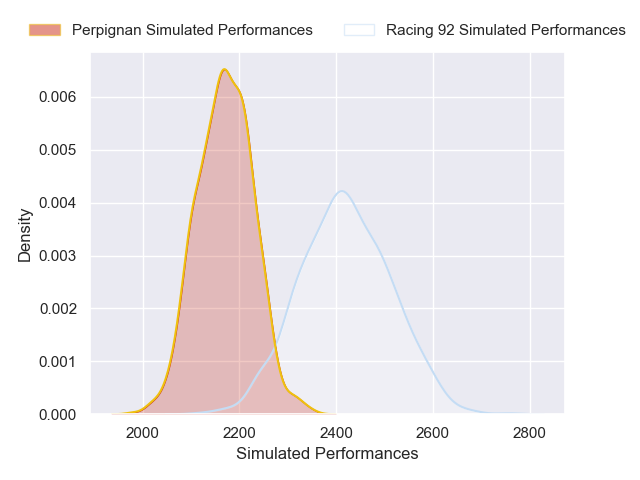 Perpignan Simulated Performances Racing 92 Simulated Performances
0.006
0.005
0.004
0.003
0.002
0.001
0.000
Density
2000 2200 2400 2600 2800
Simulated Performances